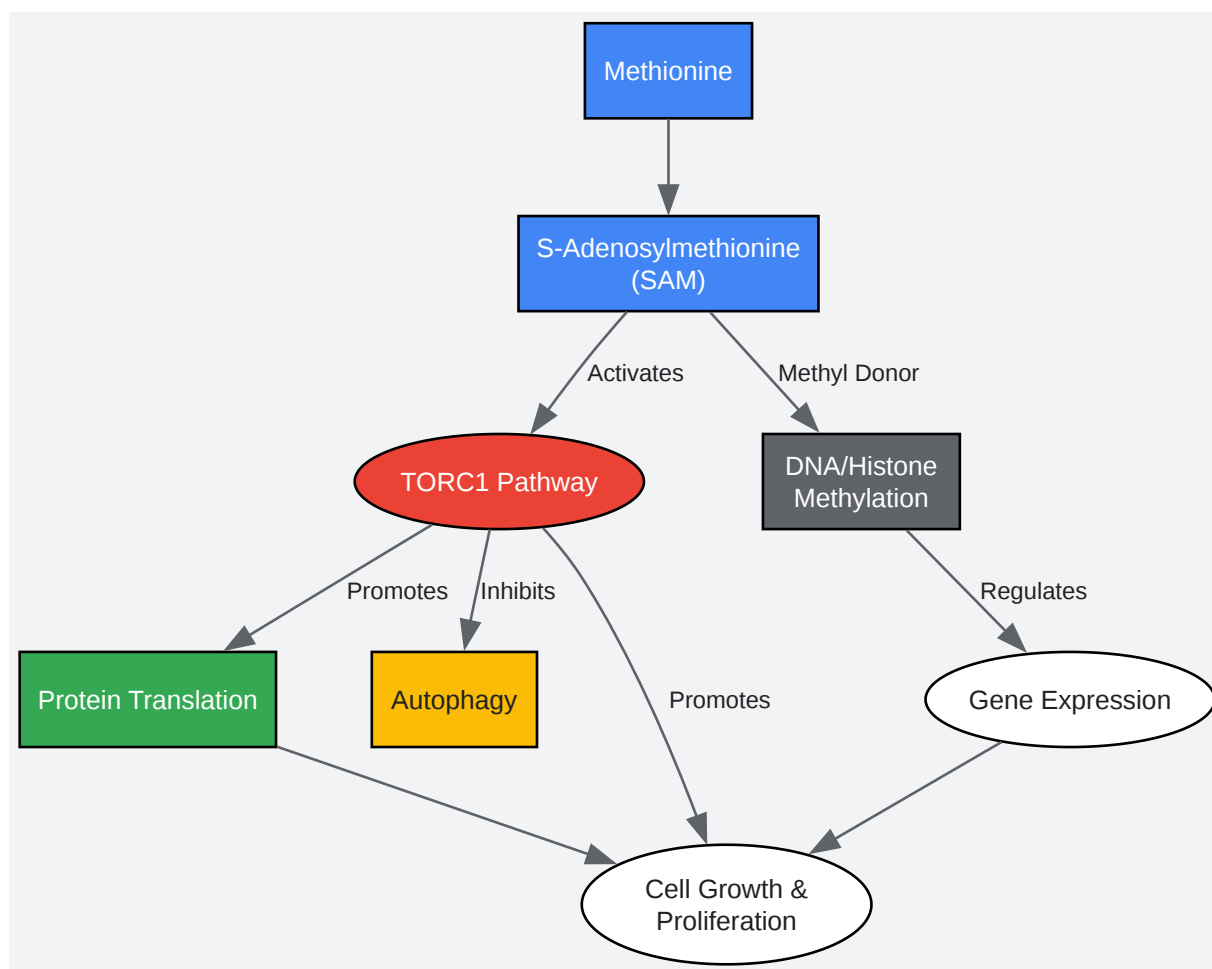 Methionine
S-Adenosylmethionine
(SAM)
Activates
Methyl Donor
TORC1 Pathway
DNA/Histone
Methylation
Promotes
Inhibits
Regulates
Protein Translation
Autophagy
Promotes
Gene Expression
Cell Growth &
Proliferation